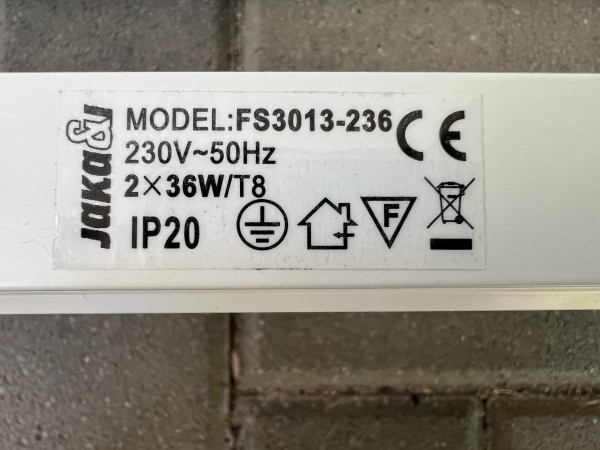 JAKA&I
MODEL:FS3013-236
230V~50Hz
2×36W/T8
IP20
F
CE